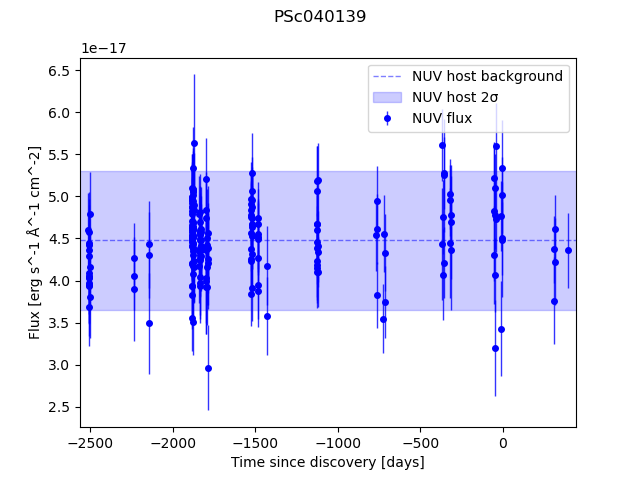 PSc040139
1e−17
NUV host background
NUV host 2σ
NUV flux
Flux [erg s^-1 Å^-1 cm^-2]
6.5
6.0
5.5
5.0
4.5
4.0
3.5
3.0
2.5
−2500 −2000 −1500 −1000 −500 0
Time since discovery [days]